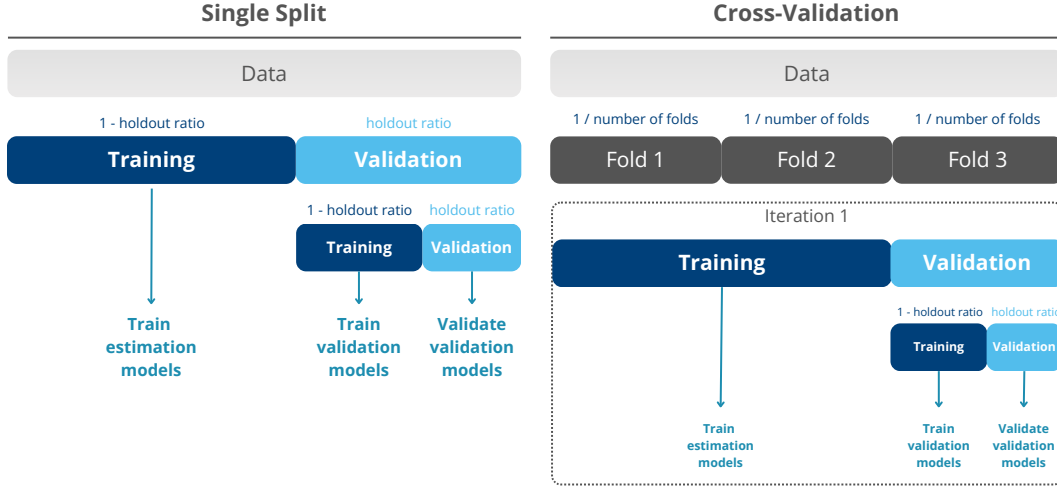 Single Split
Data
1 - holdout ratio
holdout ratio
Training
Validation
1 - holdout ratio
holdout ratio
Training
Validation
Train
estimation
models
Train
validation
models
Validate
validation
models
Cross-Validation
Data
1 / number of folds
1 / number of folds
1 / number of folds
Fold 1
Fold 2
Fold 3
Iteration 1
Training
Validation
1 - holdout ratio
holdout ratio
Training
Validation
Train
estimation
models
Train
validation
models
Validate
validation
models